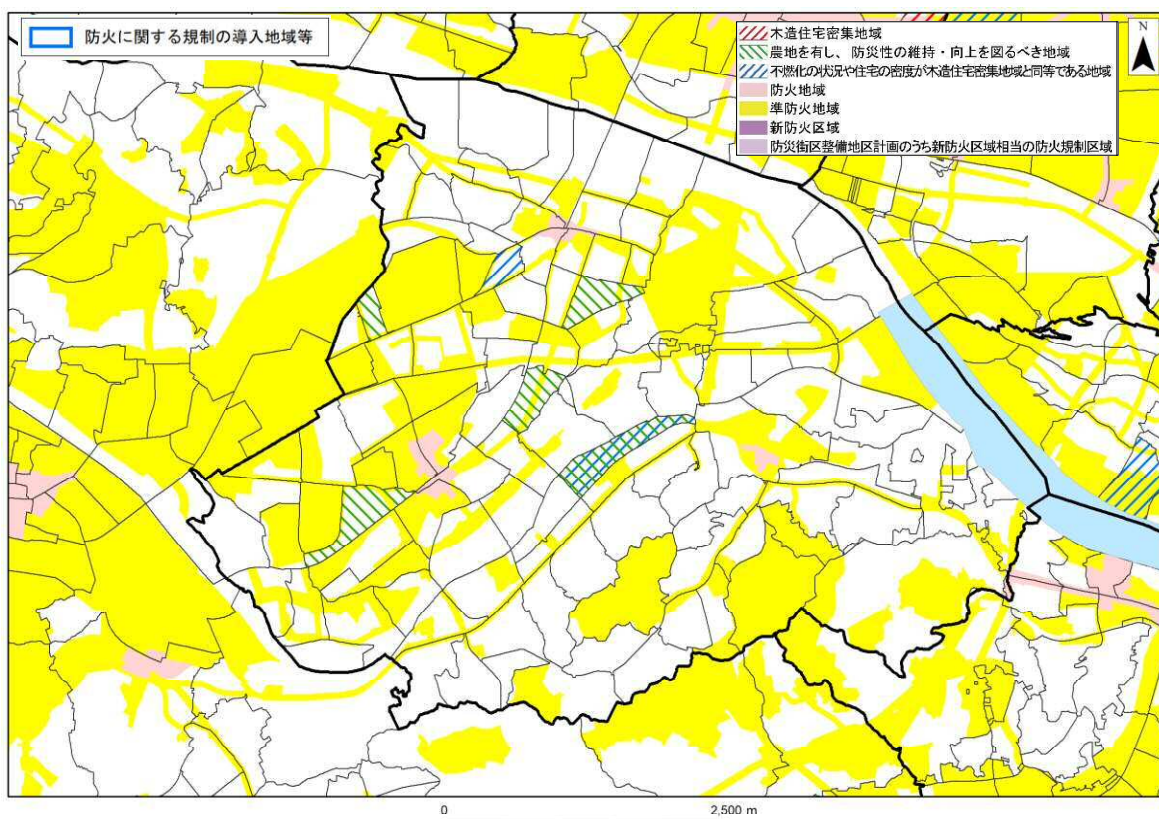 防火に関する規制の導入地域等
木造住宅密集地域
農地を有し、防災性の維持・向上を図るべき地域
不燃化の状況や住宅の密度が木造住宅密集地域と同等である地域
防火地域
準防火地域
新防火区域
防災街区整備地区計画のうち新防火区域相当の防火規制区域
N
0 2,500 m